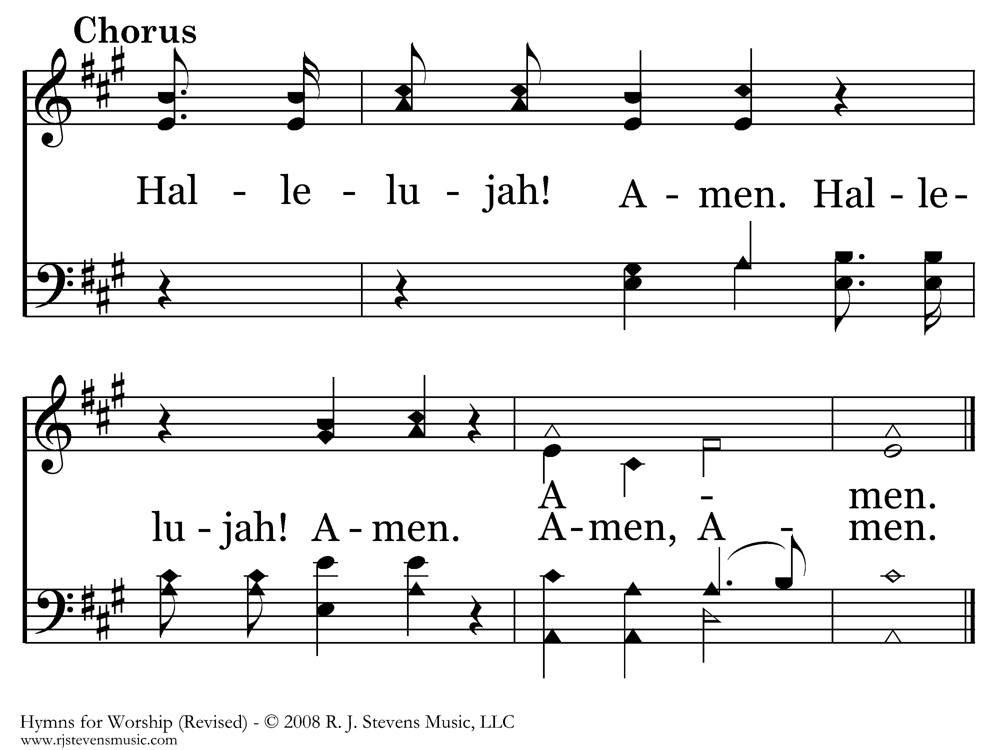 Chorus
Hal - le - lu - jah! A - men. Hal - le -
A - men.
lu - jah! A - men. A - men, A - men.
Hymns for Worship (Revised) - © 2008 R. J. Stevens Music, LLC
www.rjstevensmusic.com